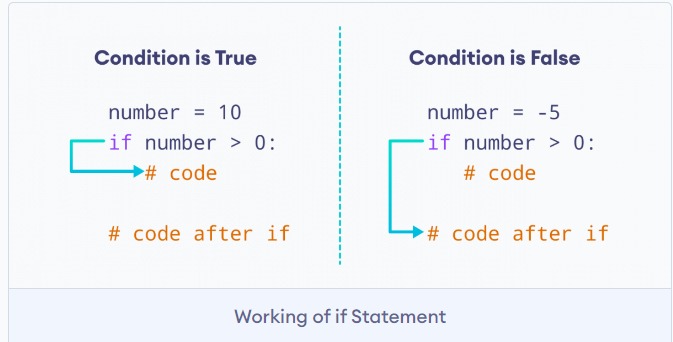 Condition is True
number = 10
if number > 0:
# code
# code after if
Condition is False
number = -5
if number > 0:
# code
# code after if
Working of if Statement